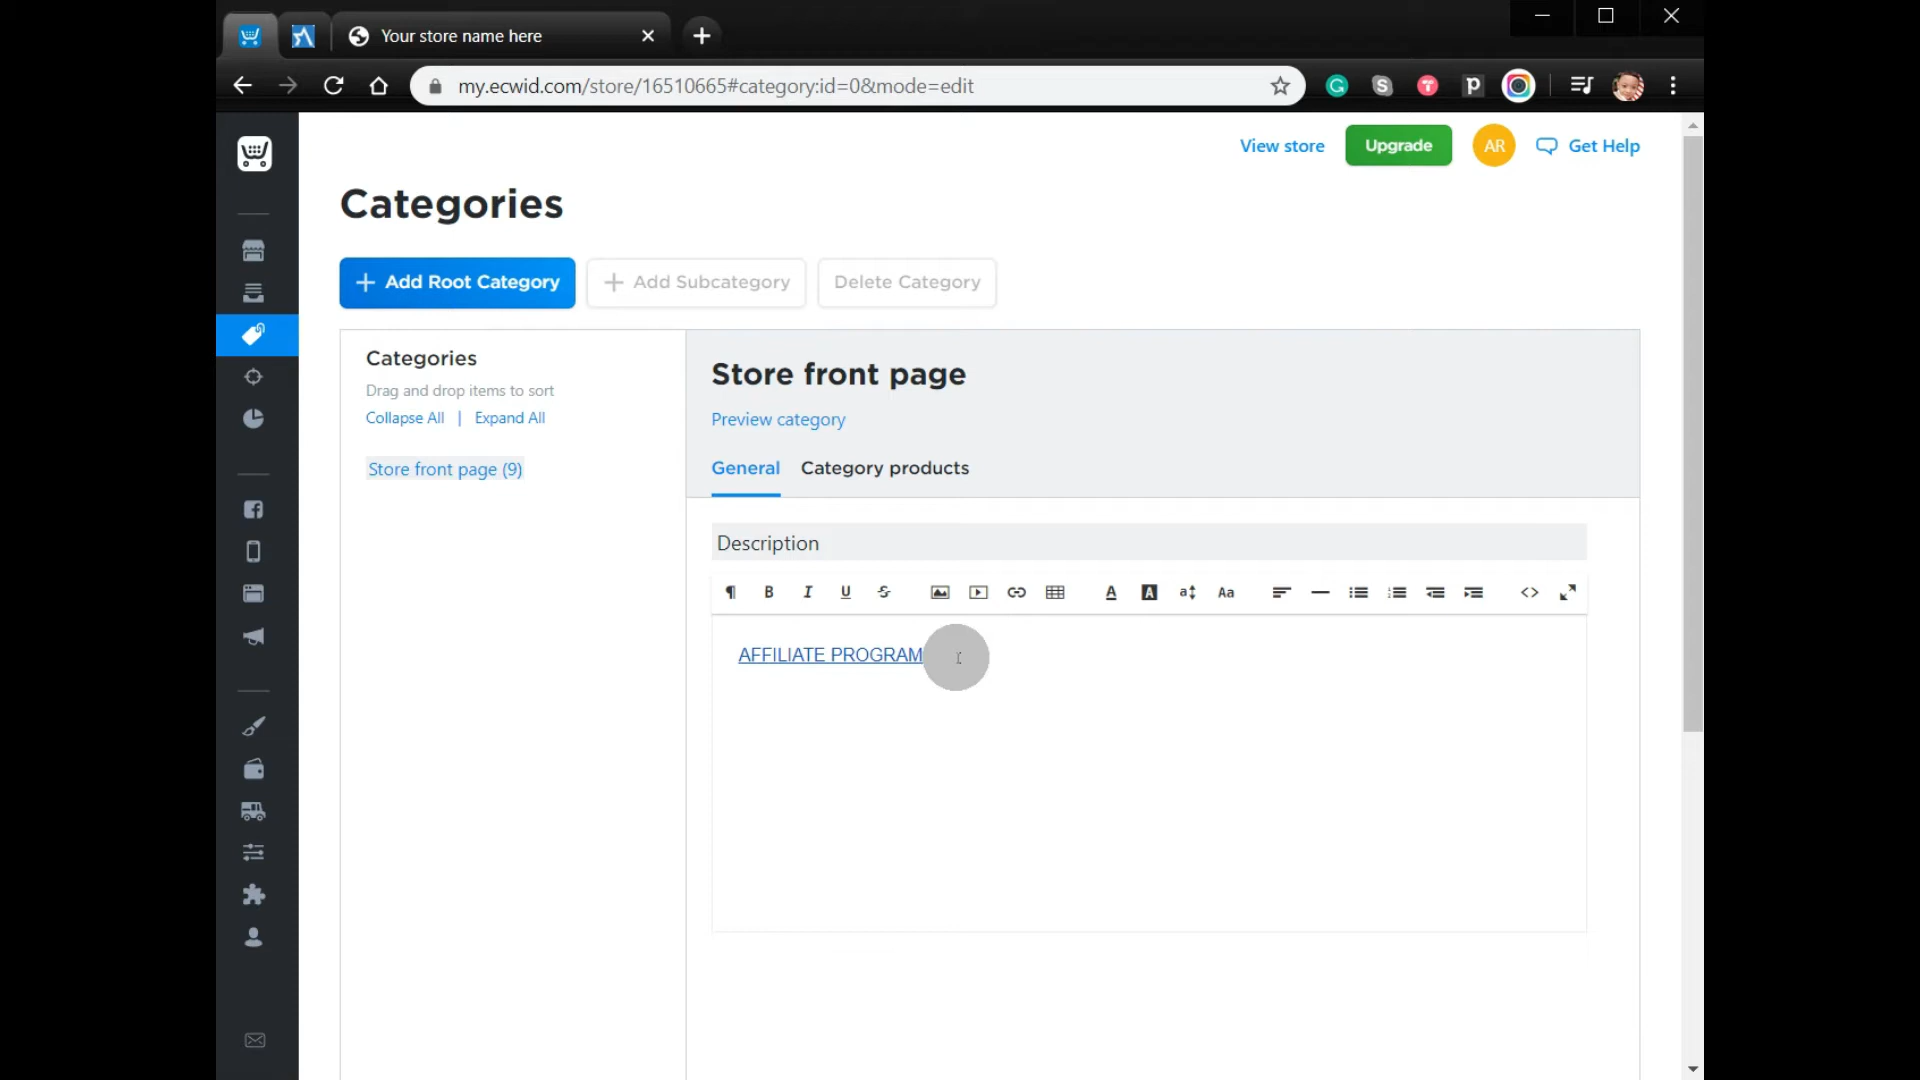 Your store name here
my.ecwid.com/store/16510665#category:id=0&mode=edit
View store
Upgrade
AR
Get Help
Categories
+ Add Root Category
+ Add Subcategory
Delete Category
Categories
Drag and drop items to sort
Collapse All | Expand All
Store front page (9)
Store front page
Preview category
General
Category products
Description
AFFILIATE PROGRAM